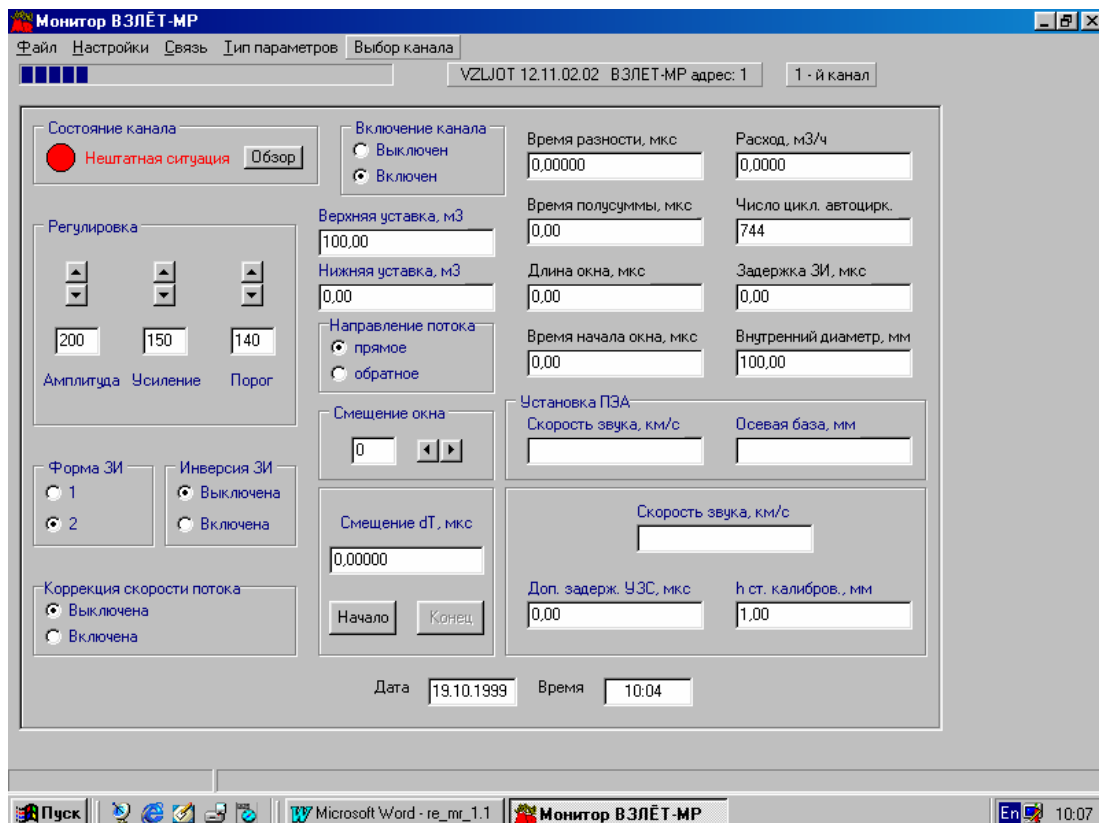 Монитор ВЗЛЁТ-МР
Файл Настройки Связь Тип параметров Выбор канала
VZLJOT 12.11.02.02 ВЗЛЕТ-МР адрес: 1 1 - й канал
Состояние канала
Нештатная ситуация Обзор
Включение канала
Выключен
Включен
Время разности, мкс
0,00000
Расход, м3/ч
0,0000
Регулировка
200 150 140
Амплитуда Усиление Порог
Верхняя уставка, м3
100,00
Нижняя уставка, м3
0,00
Время полусуммы, мкс
0,00
Число цикл. автоцирк.
744
Длина окна, мкс
0,00
Задержка ЗИ, мкс
0,00
Направление потока
прямое
обратное
Время начала окна, мкс
0,00
Внутренний диаметр, мм
100,00
Смещение окна
0
Установка ПЭА
Скорость звука, км/с
Осевая база, мм
Форма ЗИ
1
2
Инверсия ЗИ
Выключена
Включена
Смещение dT, мкс
0,00000
Начало Конец
Скорость звука, км/с
Доп. задерж. УЗС, мкс
0,00
h ст. калибров., мм
1,00
Коррекция скорости потока
Выключена
Включена
Дата 19.10.1999 Время 10:04
Пуск Microsoft Word - re_mr_1.1 Монитор ВЗЛЁТ-МР En 10:07